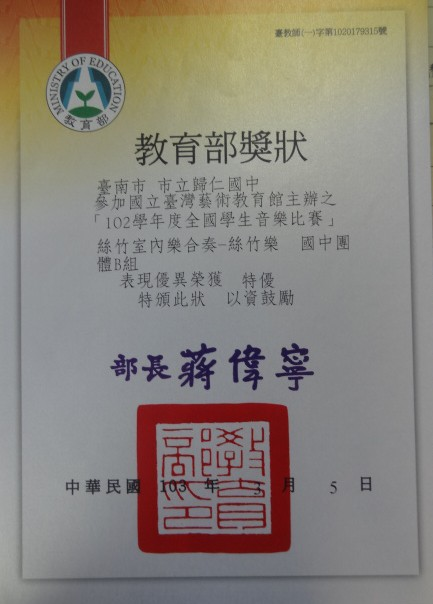 臺教師(一)字第1020179315號
MINISTRY OF EDUCATION
教育部
教育部獎狀
臺南市 市立歸仁國中
參加國立臺灣藝術教育館主辦之
「102學年度全國學生音樂比賽」
絲竹室內樂合奏-絲竹樂 國中團
體B組
表現優異榮獲 特優
特頒此狀 以資鼓勵
部長 蔣偉寧
教育部印
中華民國 103 年 3 月 5 日